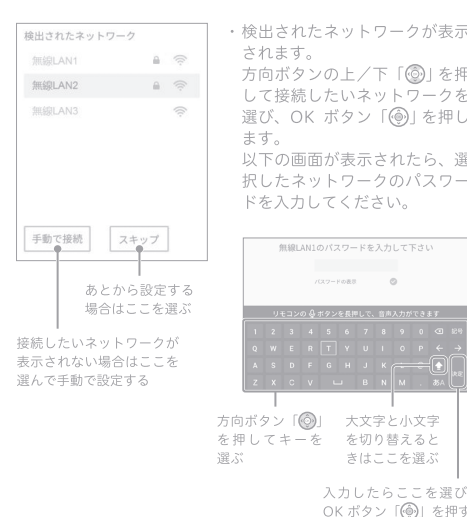 検出されたネットワーク
無線LAN1
無線LAN2
無線LAN3
手動で接続
スキップ
あとから設定する
場合はここを選ぶ
接続したいネットワークが
表示されない場合はここを
選んで手動で設定する
・検出されたネットワークが表示
されます。
方向ボタンの上／下「」を押
して接続したいネットワークを
選び、OK ボタン「」を押し
ます。
以下の画面が表示されたら、選
択したネットワークのパスワー
ドを入力してください。
無線LAN1のパスワードを入力して下さい
パスワードの表示
リモコンの ボタンを長押しして、音声入力ができます
1 2 3 4 5 6 7 8 9 0 記号
Q W E R T Y U I O P ← →
A S D F G H J K 決定
Z X C V B N M . あA
方向ボタン「」
を押してキーを
選ぶ
大文字と小文字
を切り替えると
きはここを選ぶ
入力したらここを選び
OK ボタン「」を押す